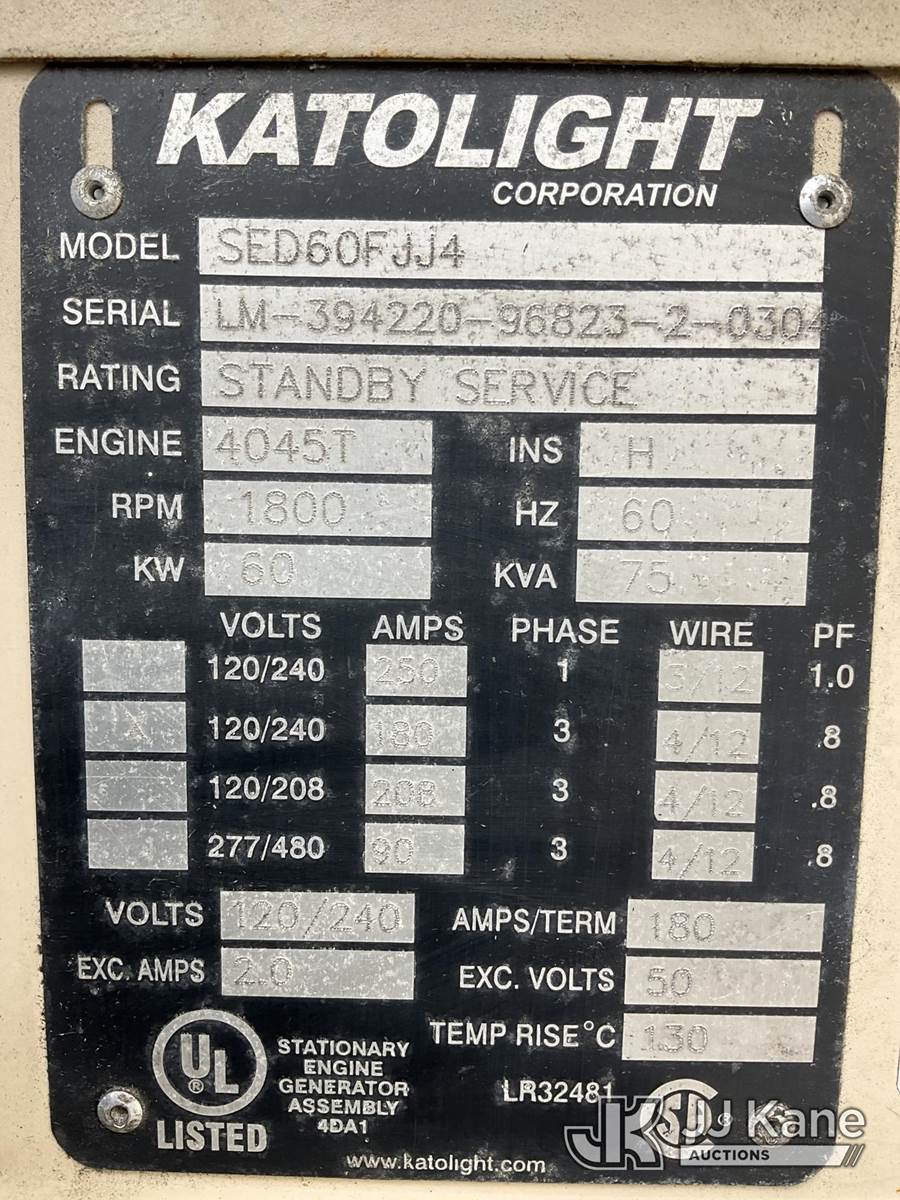 KATOLIGHT
CORPORATION
MODEL SED60FJJ4
SERIAL LM-394220-96823-2-0304
RATING STANDBY SERVICE
ENGINE 4045T INS H
RPM 1800 HZ 60
KW 60 KVA 75
VOLTS AMPS PHASE WIRE PF
120/240 250 1 3/12 1.0
X 120/240 180 3 4/12 .8
120/208 208 3 4/12 .8
277/480 90 3 4/12 .8
VOLTS 120/240 AMPS/TERM 180
EXC. AMPS 2.0 EXC. VOLTS 50
TEMP RISE°C 130
UL ®
LISTED
STATIONARY
ENGINE
GENERATOR
ASSEMBLY
4DA1
LR32481
SA ®
www.katolight.com
JK JJ Kane
AUCTIONS